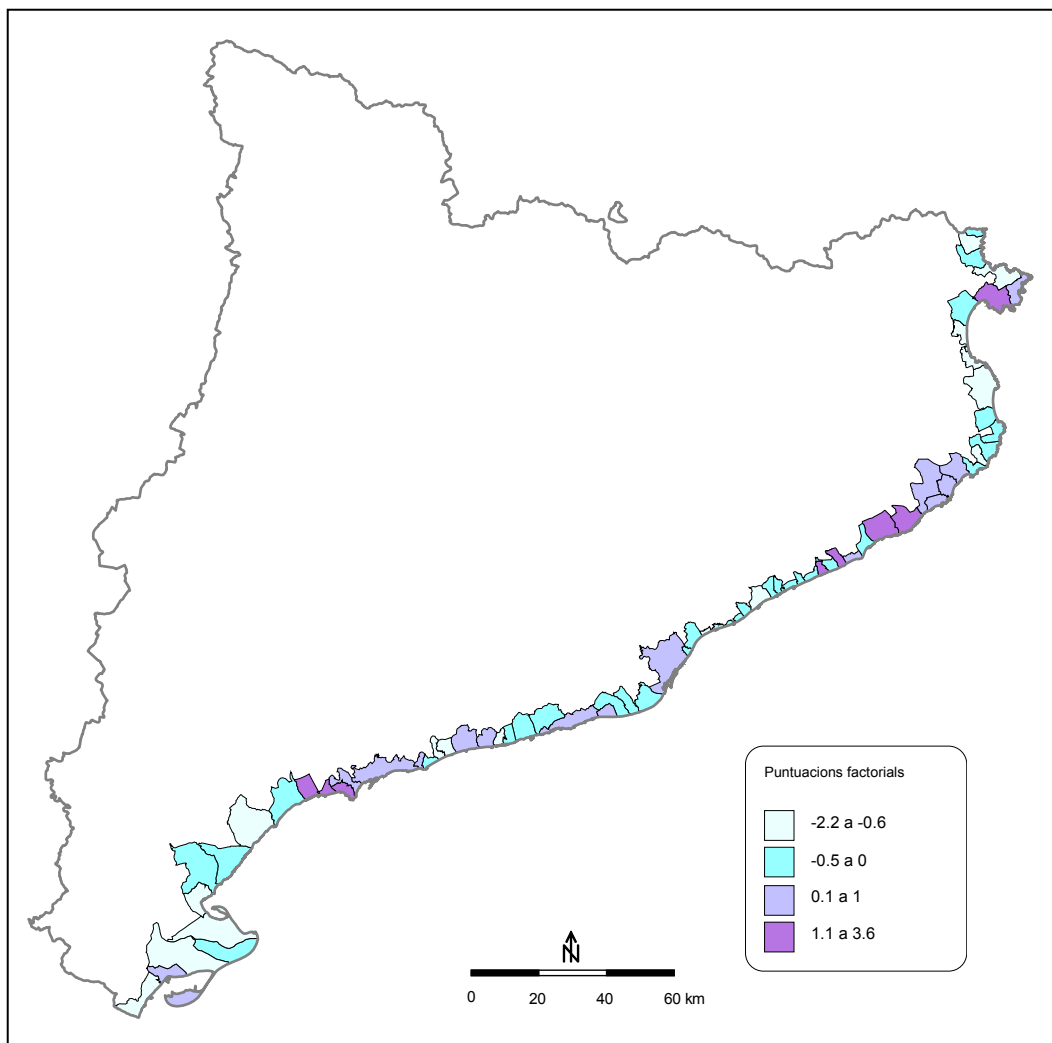 Puntuacions factorials
-2.2 a -0.6
-0.5 a 0
0.1 a 1
1.1 a 3.6
N
0 20 40 60 km